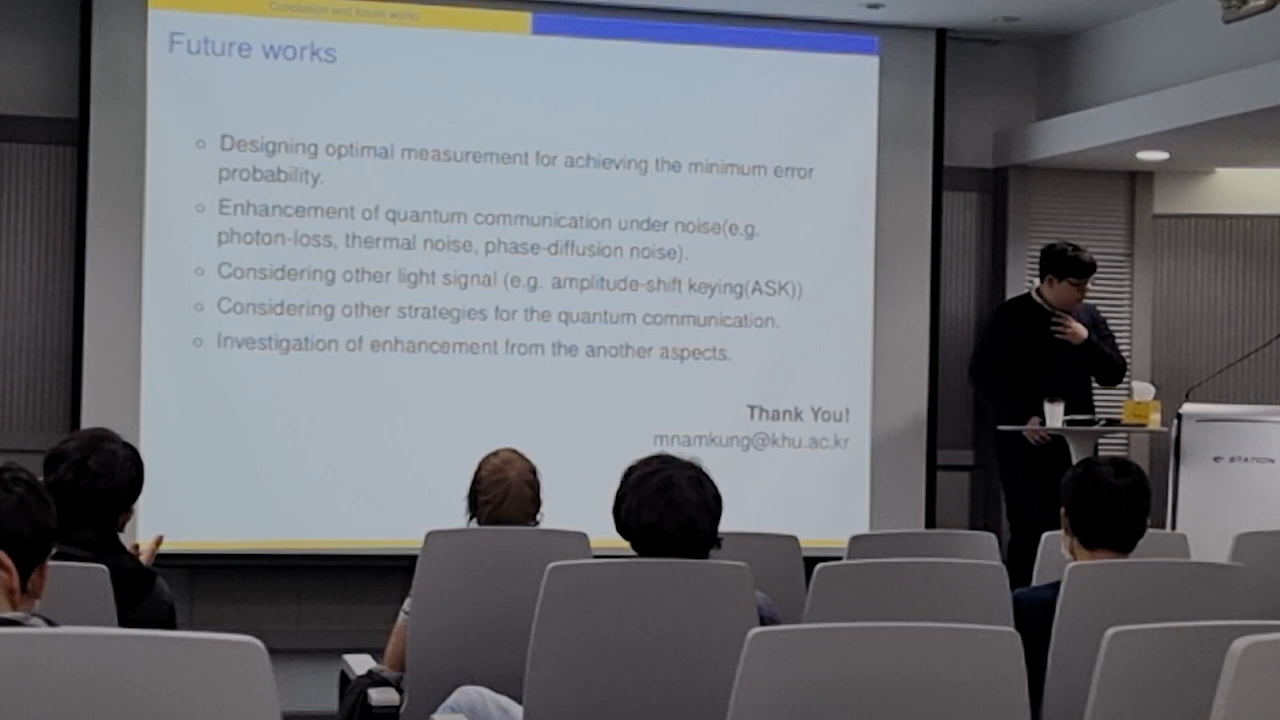 Conclusion and future works
Future works
Designing optimal measurement for achieving the minimum error
probability.
Enhancement of quantum communication under noise(e.g.
photon-loss, thermal noise, phase-diffusion noise).
Considering other light signal (e.g. amplitude-shift keying(ASK))
Considering other strategies for the quantum communication.
Investigation of enhancement from the another aspects.
Thank You!
mnamkung@khu.ac.kr
STATION